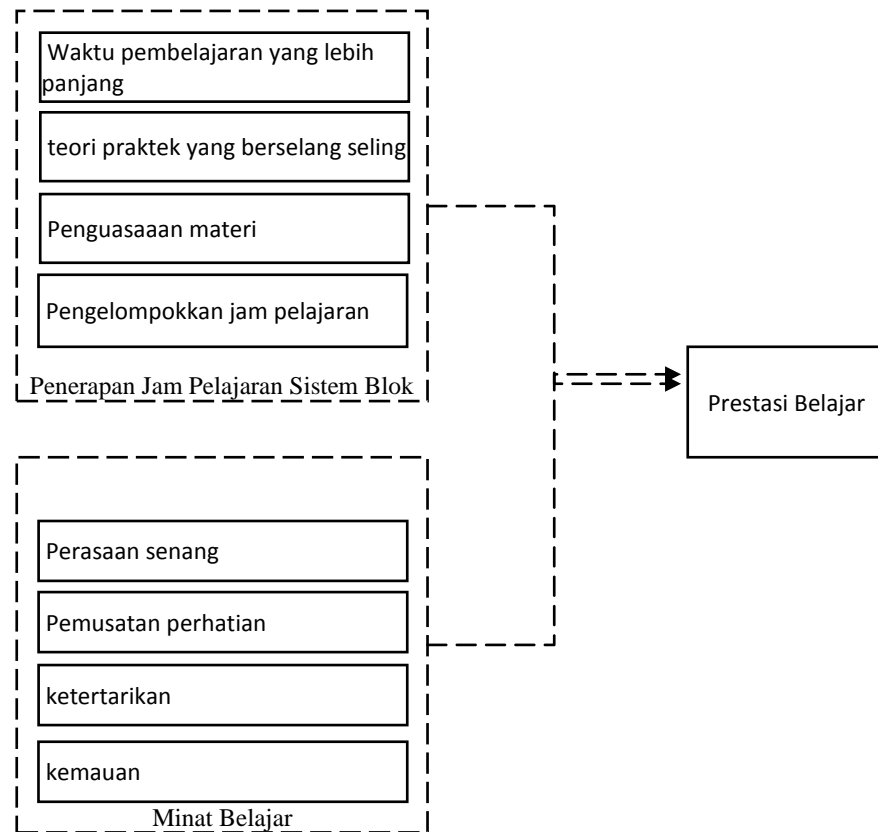 Waktu pembelajaran yang lebih
panjang
teori praktek yang berselang seling
Penguasaaan materi
Pengelompokkan jam pelajaran
Penerapan Jam Pelajaran Sistem Blok
Prestasi Belajar
Perasaan senang
Pemusatan perhatian
ketertarikan
kemauan
Minat Belajar